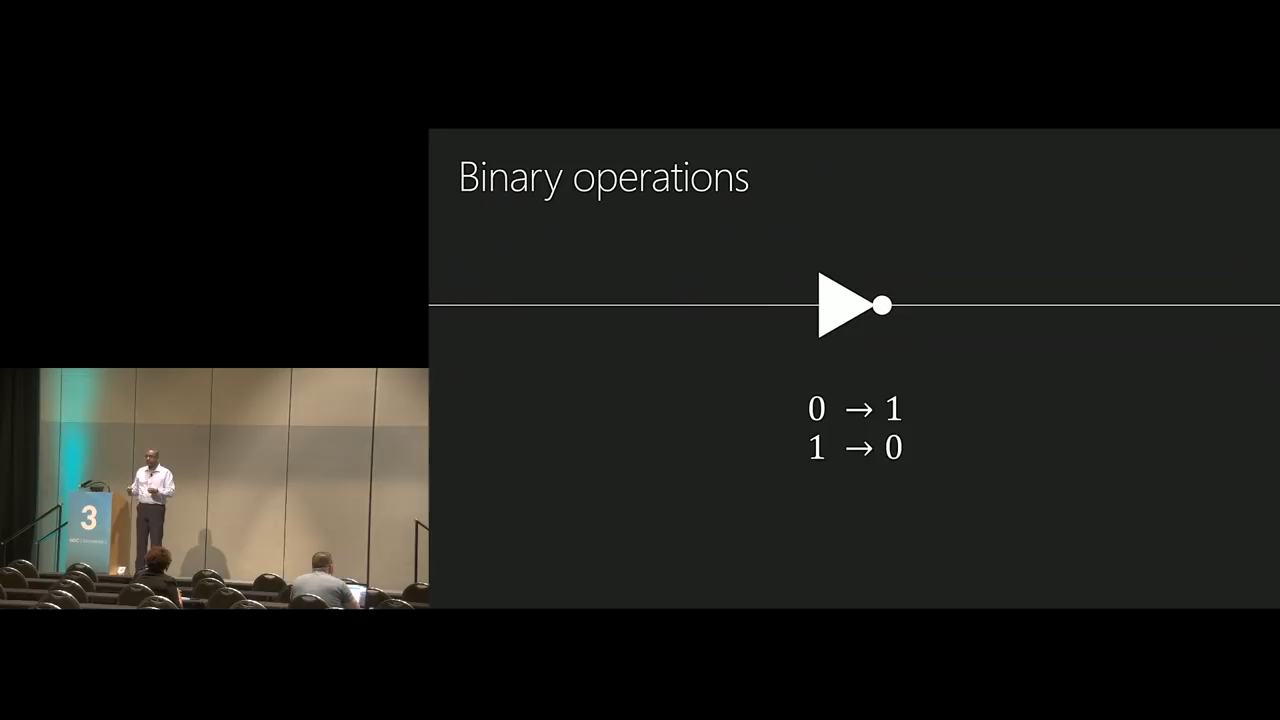 Binary operations
0 → 1
1 → 0
3